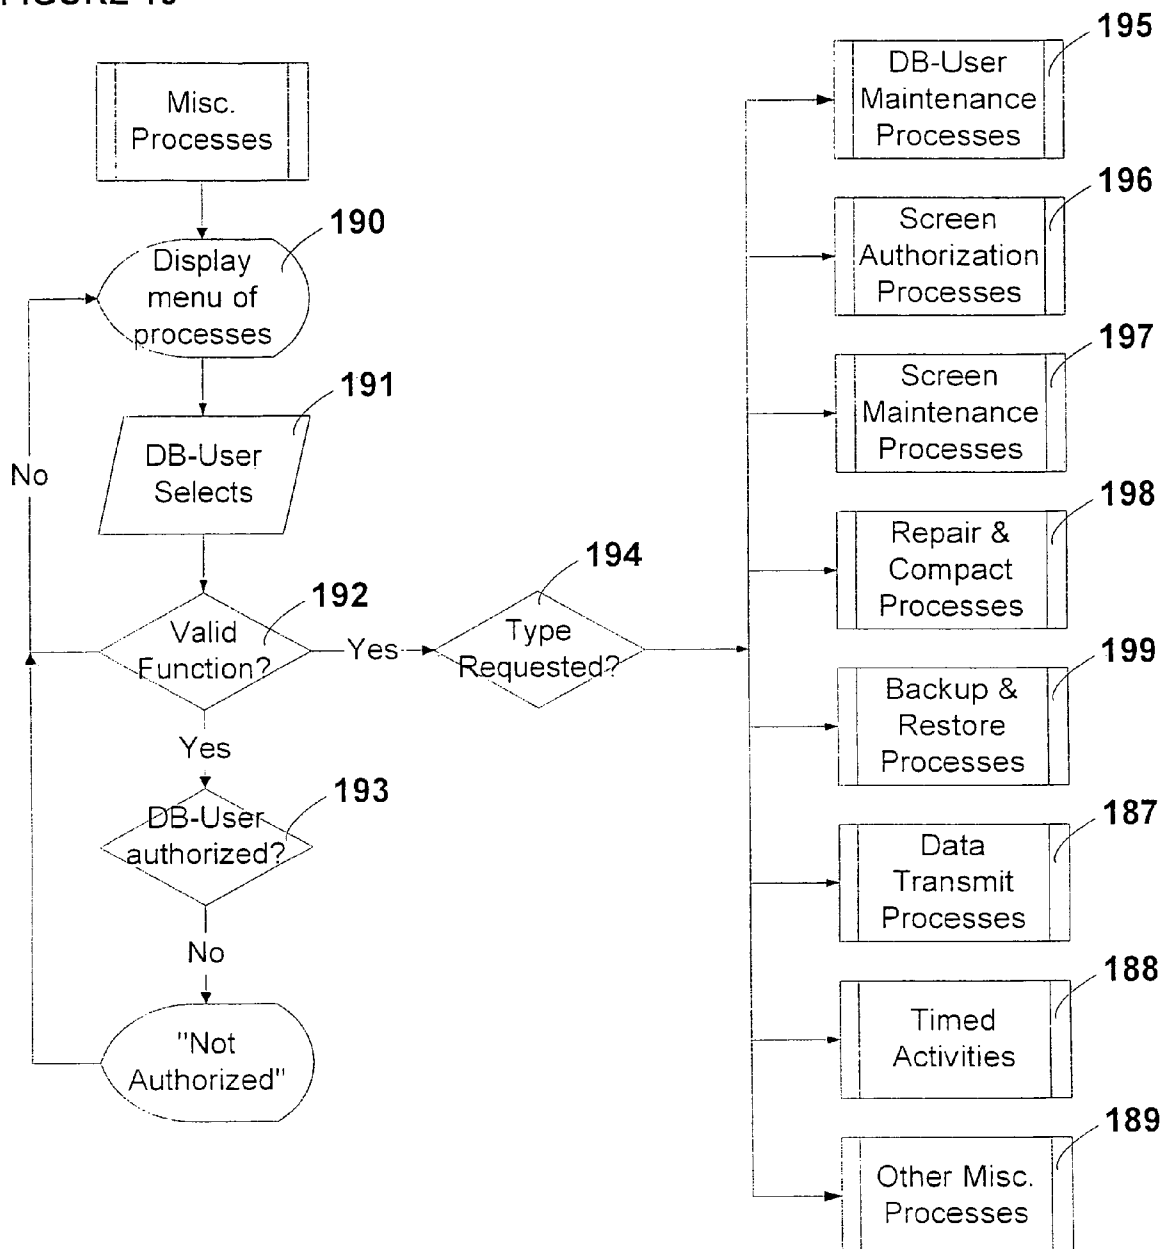 Misc.
Processes
190
Display
menu of
processes
191
DB-User
Selects
No
192
Valid
Function?
Yes
194
Type
Requested?
Yes
193
DB-User
authorized?
No
"Not
Authorized"
195
DB-User
Maintenance
Processes
196
Screen
Authorization
Processes
197
Screen
Maintenance
Processes
198
Repair &
Compact
Processes
199
Backup &
Restore
Processes
187
Data
Transmit
Processes
188
Timed
Activities
189
Other Misc.
Processes